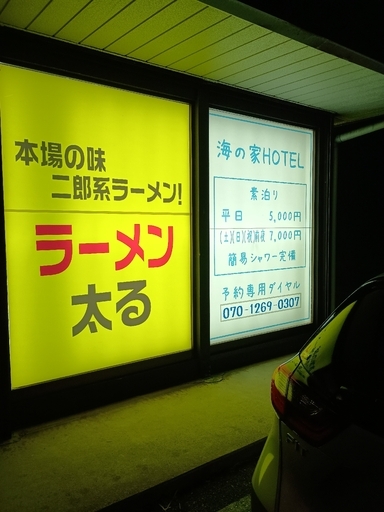 本場の味
二郎系ラーメン!
ラーメン
太る
海の家HOTEL
素泊り
平日 5,000円
(土)(日)(祝)前夜 7,000円
簡易シャワー完備
予約専用ダイヤル
070-1269-0307